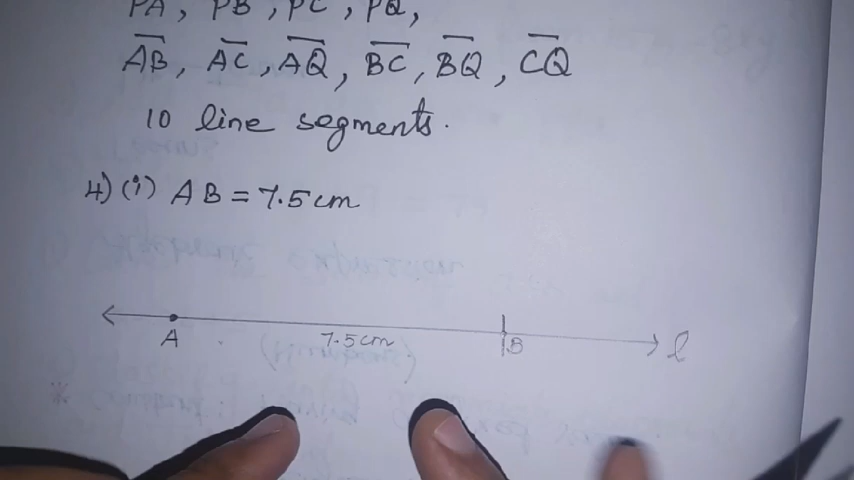 PA, PB, PC, PQ,
AB, AC, AQ, BC, BQ, CQ
10 line segments.
4) (i) AB = 7.5 cm
A 7.5 cm B l